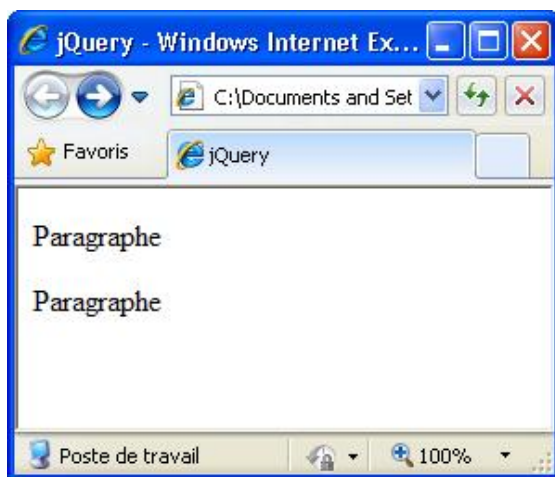 jQuery - Windows Internet Ex...
C:\Documents and Set
Favoris
jQuery
Paragraphe
Paragraphe
Poste de travail
100%